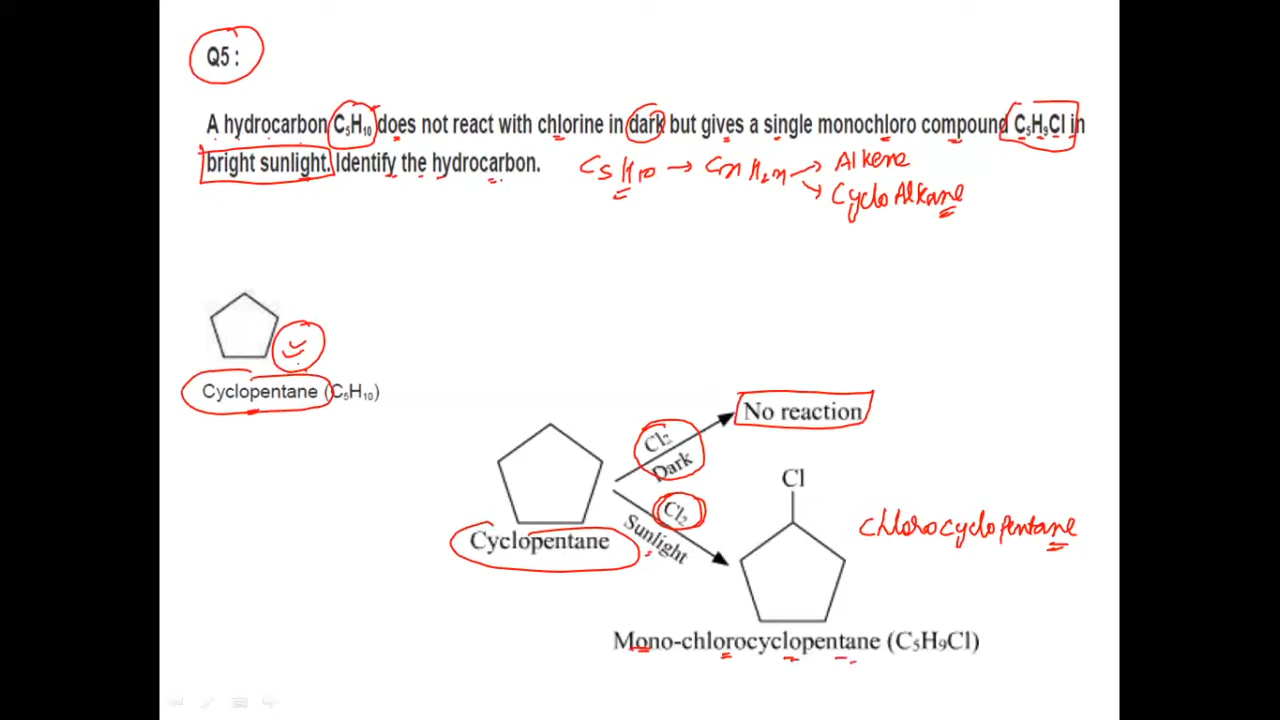 Q5 :
A hydrocarbon C₅H₁₀ does not react with chlorine in dark but gives a single monochloro compound C₅H₉Cl in
bright sunlight. Identify the hydrocarbon.
C5H10 → CnH2n → Alkene
→ CycloAlkane
Cyclopentane (C₅H₁₀)
No reaction
Cl₂
Dark
Cl
Cl₂
Sunlight
chlorocyclopentane
Cyclopentane
Mono-chlorocyclopentane (C₅H₉Cl)